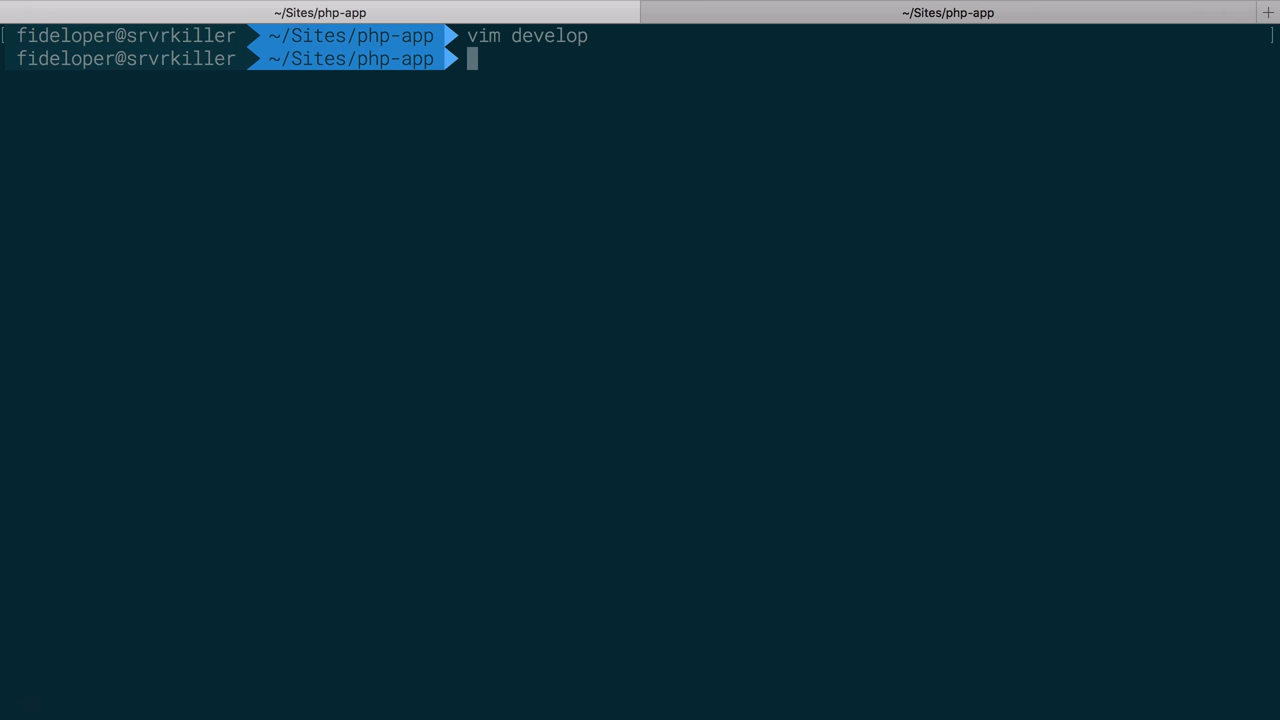 ~/Sites/php-app ~/Sites/php-app +
[ fideloper@srvrkiller ~/Sites/php-app vim develop ]
fideloper@srvrkiller ~/Sites/php-app